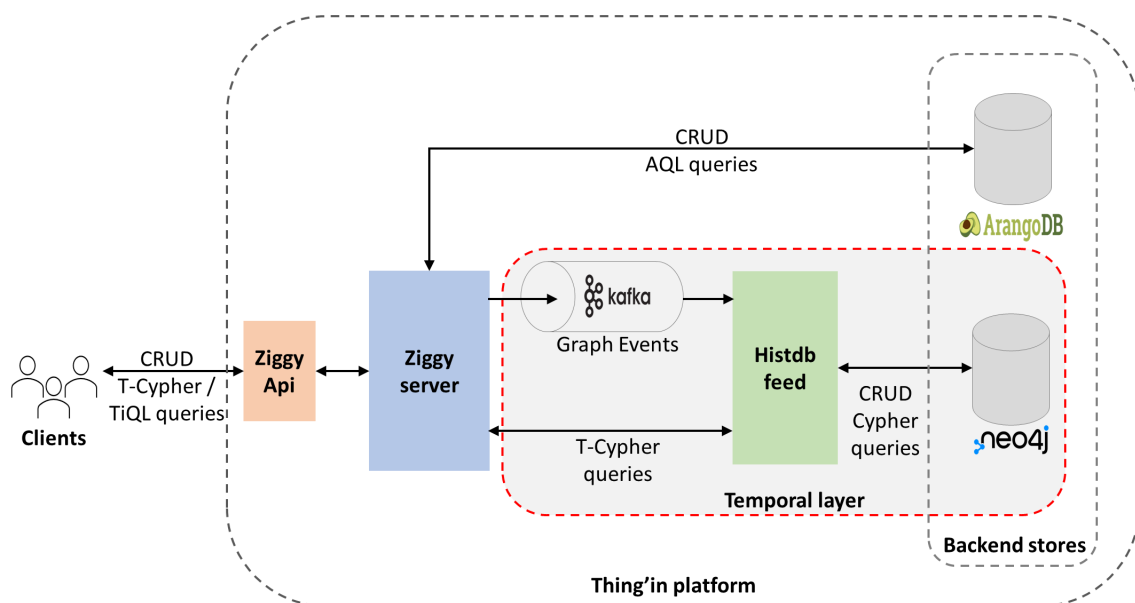 CRUD
AQL queries
ArangoDB
kafka
Graph Events
Ziggy
Api
Ziggy
server
Histdb
feed
CRUD
T-Cypher /
TiQL queries
Clients
CRUD
Cypher
queries
T-Cypher
queries
neo4j
Temporal layer
Backend stores
Thing'in platform